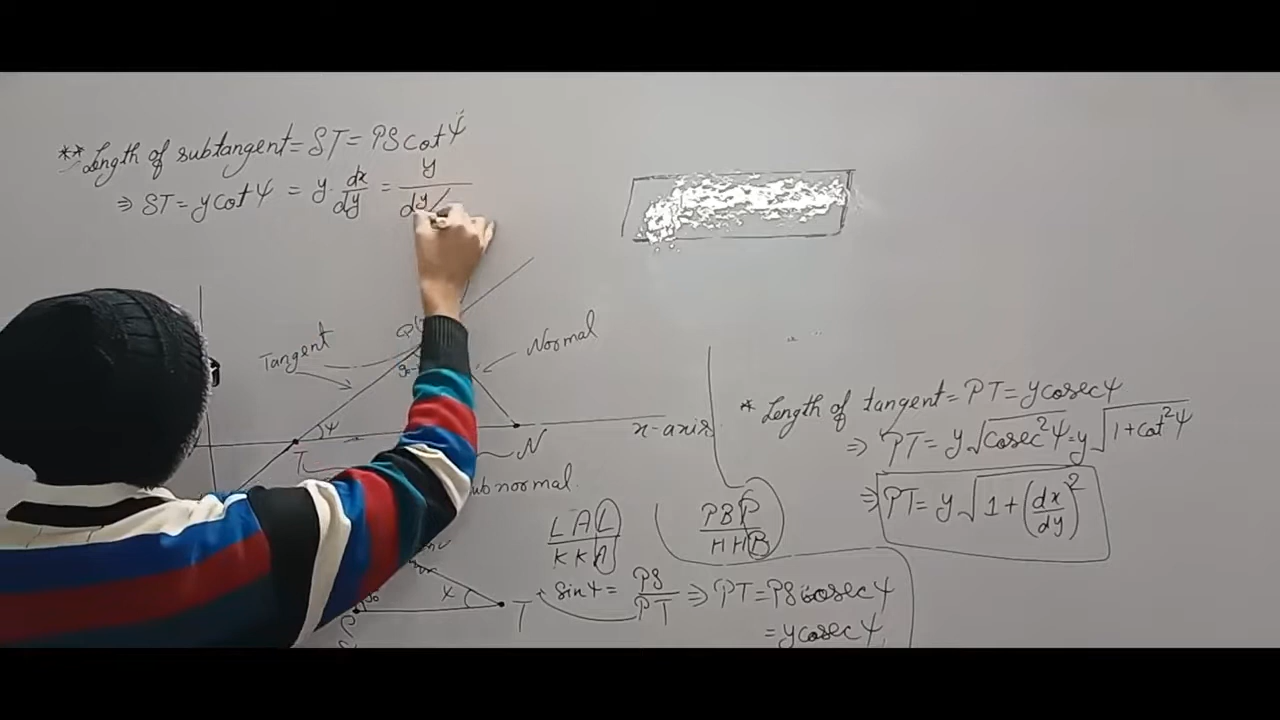 ** Length of subtangent = ST = PS cot Ψ
⇒ ST = y cot Ψ = y. dx/dy = y/dy/
Tangent
Normal
90-
Ψ
T
N
x-axis
subnormal
LAL
KKA
PBP
HHB
* sin Ψ = PS/PT ⇒ PT = PS cosec Ψ
= y cosec Ψ
T
* Length of tangent = PT = y cosec Ψ
⇒ PT = y √cosec²Ψ = y √1+cot²Ψ
⇒ PT = y √1+(dx/dy)²